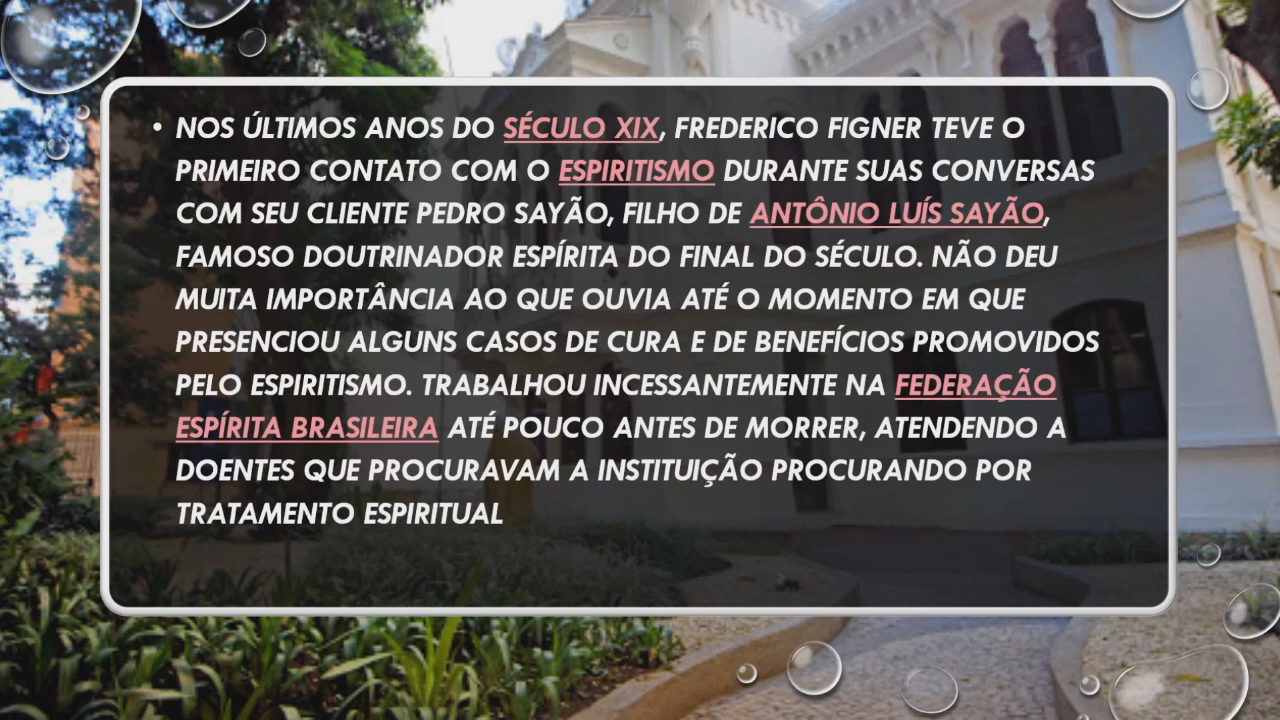 • NOS ÚLTIMOS ANOS DO SÉCULO XIX, FREDERICO FIGNER TEVE O
PRIMEIRO CONTATO COM O ESPIRITISMO DURANTE SUAS CONVERSAS
COM SEU CLIENTE PEDRO SAYÃO, FILHO DE ANTÔNIO LUÍS SAYÃO,
FAMOSO DOUTRINADOR ESPÍRITA DO FINAL DO SÉCULO. NÃO DEU
MUITA IMPORTÂNCIA AO QUE OUVIA ATÉ O MOMENTO EM QUE
PRESENCIOU ALGUNS CASOS DE CURA E DE BENEFÍCIOS PROMOVIDOS
PELO ESPIRITISMO. TRABALHOU INCESSANTEMENTE NA FEDERAÇÃO
ESPÍRITA BRASILEIRA ATÉ POUCO ANTES DE MORRER, ATENDENDO A
DOENTES QUE PROCURAVAM A INSTITUIÇÃO PROCURANDO POR
TRATAMENTO ESPIRITUAL